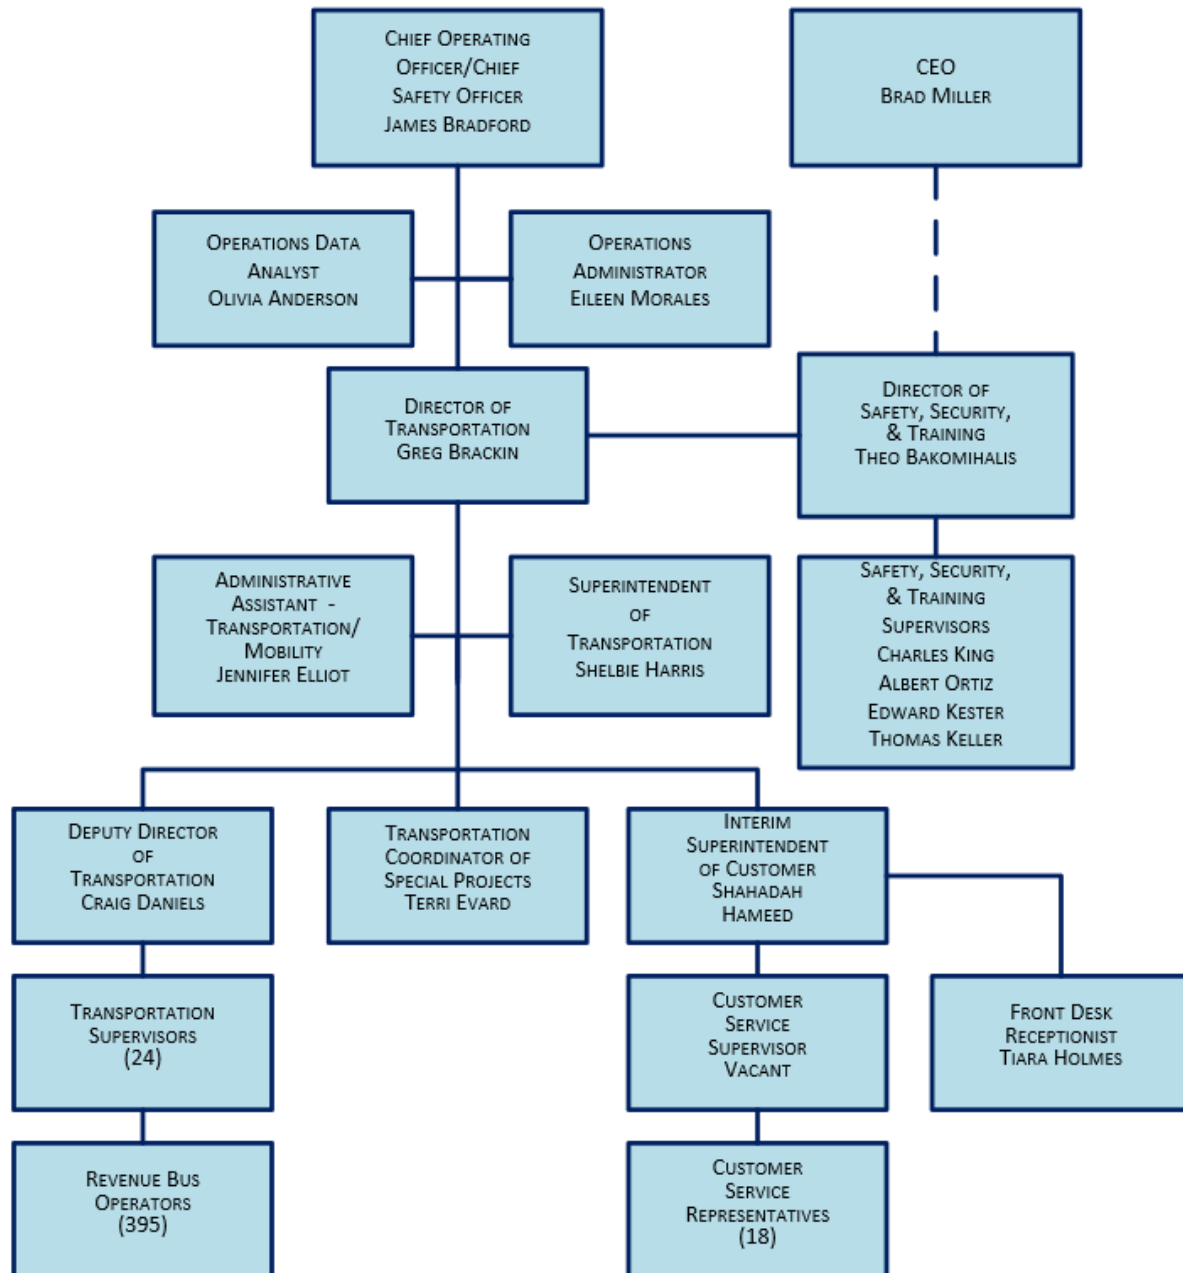 Chief Operating
Officer/Chief
Safety Officer
James Bradford
CEO
Brad Miller
Operations Data
Analyst
Olivia Anderson
Operations
Administrator
Eileen Morales
Director of
Transportation
Greg Brackin
Director of
Safety, Security,
& Training
Theo Bakomihalis
Administrative
Assistant -
Transportation/
Mobility
Jennifer Elliot
Superintendent
of
Transportation
Shelbie Harris
Safety, Security,
& Training
Supervisors
Charles King
Albert Ortiz
Edward Kester
Thomas Keller
Deputy Director
of
Transportation
Craig Daniels
Transportation
Coordinator of
Special Projects
Terri Evard
Interim
Superintendent
of Customer
Shahadah
Hameed
Transportation
Supervisors
(24)
Customer
Service
Supervisor
Vacant
Front Desk
Receptionist
Tiara Holmes
Revenue Bus
Operators
(395)
Customer
Service
Representatives
(18)